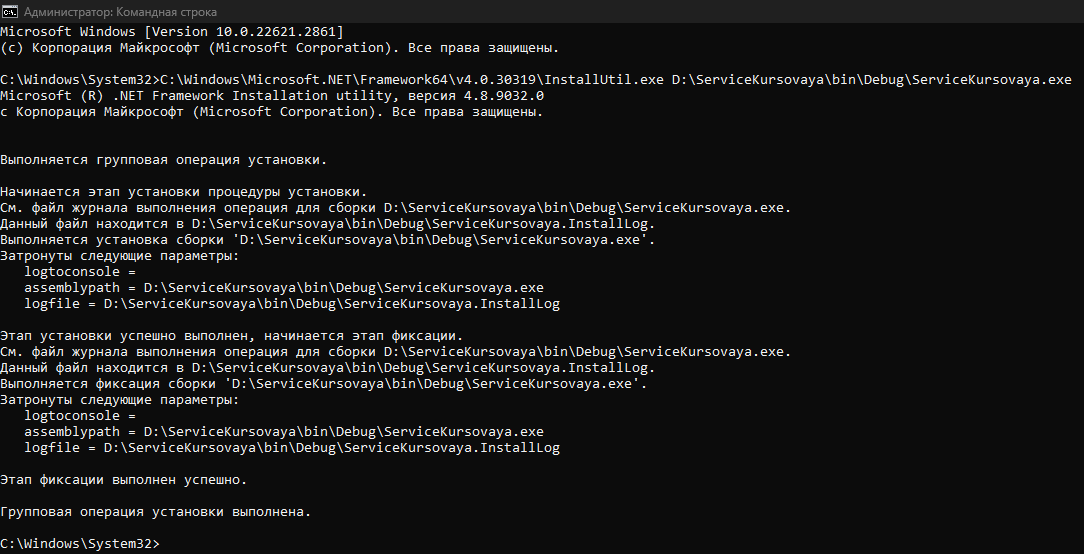 Администратор: Командная строка
Microsoft Windows [Version 10.0.22621.2861]
(c) Корпорация Майкрософт (Microsoft Corporation). Все права защищены.
C:\Windows\System32>C:\Windows\Microsoft.NET\Framework64\v4.0.30319\InstallUtil.exe D:\ServiceKursovaya\bin\Debug\ServiceKursovaya.exe
Microsoft (R) .NET Framework Installation utility, версия 4.8.9032.0
с Корпорация Майкрософт (Microsoft Corporation). Все права защищены.
Выполняется групповая операция установки.
Начинается этап установки процедуры установки.
См. файл журнала выполнения операция для сборки D:\ServiceKursovaya\bin\Debug\ServiceKursovaya.exe.
Данный файл находится в D:\ServiceKursovaya\bin\Debug\ServiceKursovaya.InstallLog.
Выполняется установка сборки 'D:\ServiceKursovaya\bin\Debug\ServiceKursovaya.exe'.
Затронуты следующие параметры:
logtoconsole =
assemblypath = D:\ServiceKursovaya\bin\Debug\ServiceKursovaya.exe
logfile = D:\ServiceKursovaya\bin\Debug\ServiceKursovaya.InstallLog
Этап установки успешно выполнен, начинается этап фиксации.
См. файл журнала выполнения операция для сборки D:\ServiceKursovaya\bin\Debug\ServiceKursovaya.exe.
Данный файл находится в D:\ServiceKursovaya\bin\Debug\ServiceKursovaya.InstallLog.
Выполняется фиксация сборки 'D:\ServiceKursovaya\bin\Debug\ServiceKursovaya.exe'.
Затронуты следующие параметры:
logtoconsole =
assemblypath = D:\ServiceKursovaya\bin\Debug\ServiceKursovaya.exe
logfile = D:\ServiceKursovaya\bin\Debug\ServiceKursovaya.InstallLog
Этап фиксации выполнен успешно.
Групповая операция установки выполнена.
C:\Windows\System32>